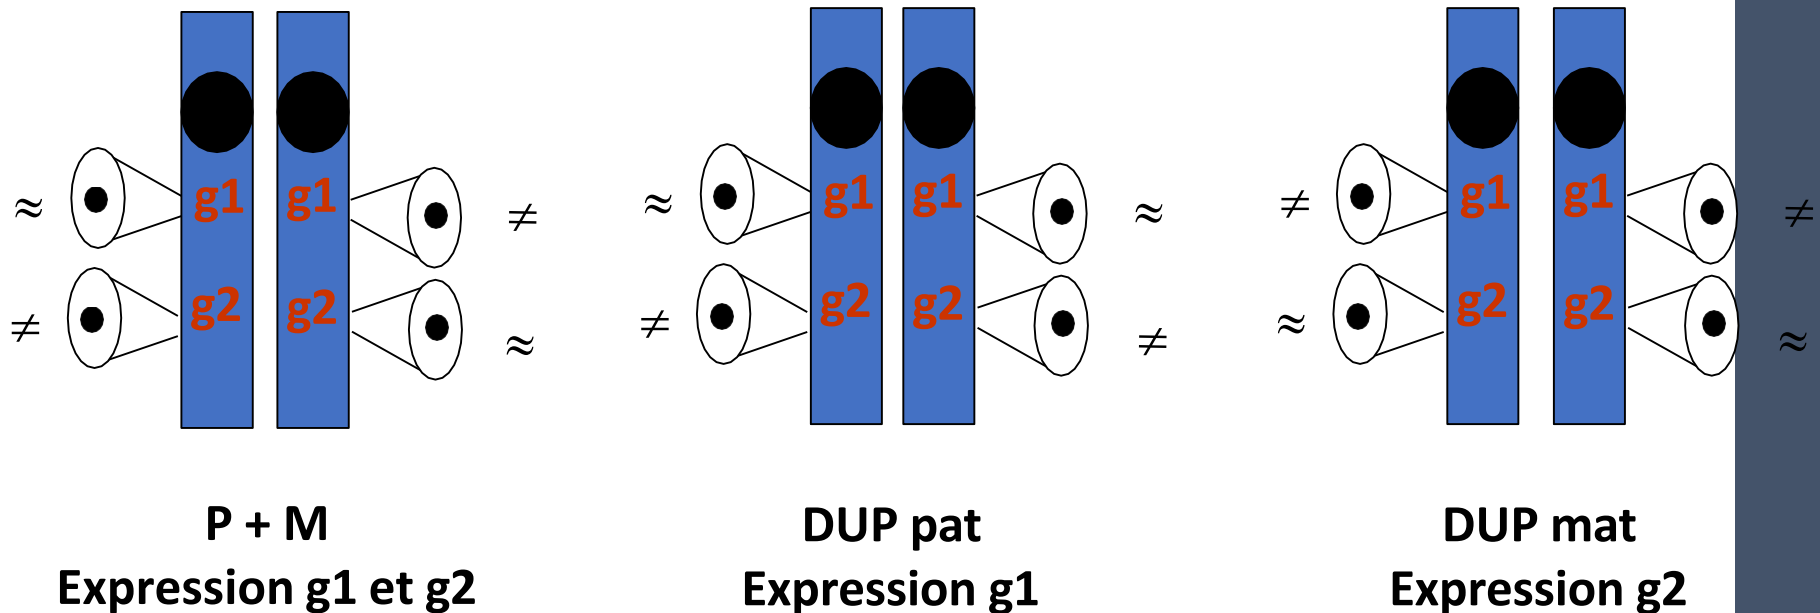 g1 g1 g1 g1 g1 g1
≈ ≠ ≈ ≈ ≠ ≠
g2 g2 g2 g2 g2 g2
≠ ≈ ≠ ≠ ≈ ≈
P + M DUP pat DUP mat
Expression g1 et g2 Expression g1 Expression g2